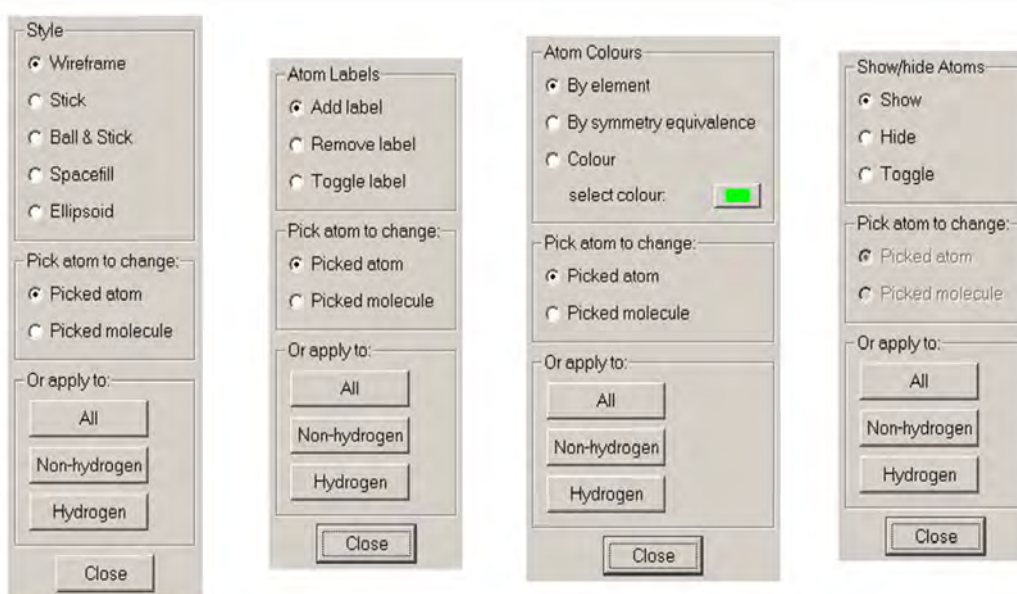 Style
Wireframe
Stick
Ball & Stick
Spacefill
Ellipsoid
Pick atom to change:
Picked atom
Picked molecule
Or apply to:
All
Non-hydrogen
Hydrogen
Close
Atom Labels
Add label
Remove label
Toggle label
Pick atom to change:
Picked atom
Picked molecule
Or apply to:
All
Non-hydrogen
Hydrogen
Close
Atom Colours
By element
By symmetry equivalence
Colour
select colour:
Pick atom to change:
Picked atom
Picked molecule
Or apply to:
All
Non-hydrogen
Hydrogen
Close
Show/hide Atoms
Show
Hide
Toggle
Pick atom to change:
Picked atom
Picked molecule
Or apply to:
All
Non-hydrogen
Hydrogen
Close